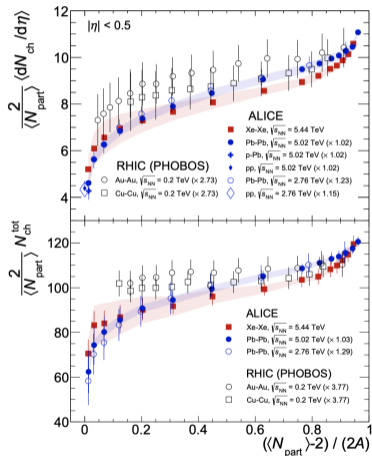 |η| < 0.5
2/⟨N_part⟩ ⟨dN_ch/dη⟩
12
10
8
6
4
ALICE
Xe-Xe, √s_NN = 5.44 TeV
Pb-Pb, √s_NN = 5.02 TeV (× 1.02)
p-Pb, √s_NN = 5.02 TeV (× 1.02)
pp, √s_NN = 5.02 TeV (× 1.02)
Pb-Pb, √s_NN = 2.76 TeV (× 1.23)
pp, √s_NN = 2.76 TeV (× 1.15)
RHIC (PHOBOS)
Au-Au, √s_NN = 0.2 TeV (× 2.73)
Cu-Cu, √s_NN = 0.2 TeV (× 2.73)
2/⟨N_part⟩ N_ch^tot
120
100
80
60
40
ALICE
Xe-Xe, √s_NN = 5.44 TeV
Pb-Pb, √s_NN = 5.02 TeV (× 1.03)
Pb-Pb, √s_NN = 2.76 TeV (× 1.29)
RHIC (PHOBOS)
Au-Au, √s_NN = 0.2 TeV (× 3.77)
Cu-Cu, √s_NN = 0.2 TeV (× 3.77)
0 0.2 0.4 0.6 0.8 1
(⟨N_part⟩-2) / (2A)